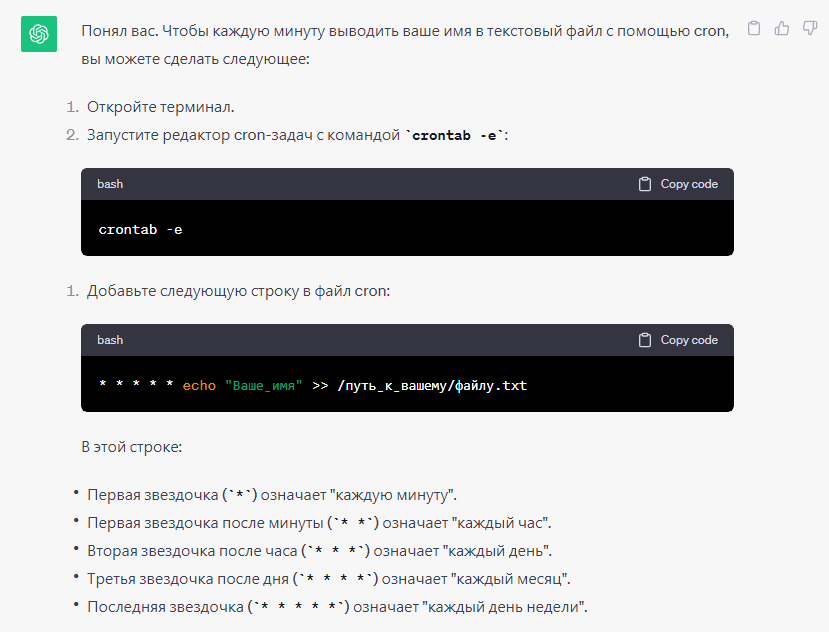 Понял вас. Чтобы каждую минуту выводить ваше имя в текстовый файл с помощью cron,
вы можете сделать следующее:
1. Откройте терминал.
2. Запустите редактор cron-задач с командой `crontab -e`:
bash Copy code
crontab -e
1. Добавьте следующую строку в файл cron:
bash Copy code
* * * * * echo "Ваше_имя" >> /путь_к_вашему/файлу.txt
В этой строке:
• Первая звездочка (`*`) означает "каждую минуту".
• Первая звездочка после минуты (`* *`) означает "каждый час".
• Вторая звездочка после часа (`* * *`) означает "каждый день".
• Третья звездочка после дня (`* * * *`) означает "каждый месяц".
• Последняя звездочка (`* * * * *`) означает "каждый день недели".